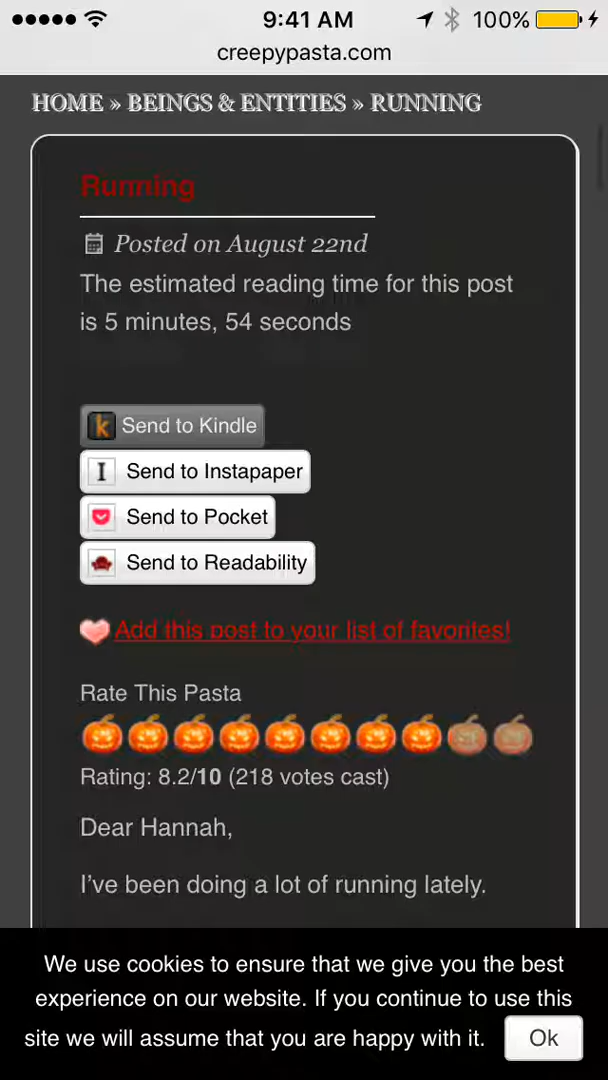 9:41 AM 100%
creepypasta.com
HOME » BEINGS & ENTITIES » RUNNING
Running
Posted on August 22nd
The estimated reading time for this post
is 5 minutes, 54 seconds
k Send to Kindle
I Send to Instapaper
Send to Pocket
Send to Readability
Add this post to your list of favorites!
Rate This Pasta
Rating: 8.2/10 (218 votes cast)
Dear Hannah,
I’ve been doing a lot of running lately.
We use cookies to ensure that we give you the best
experience on our website. If you continue to use this
site we will assume that you are happy with it. Ok